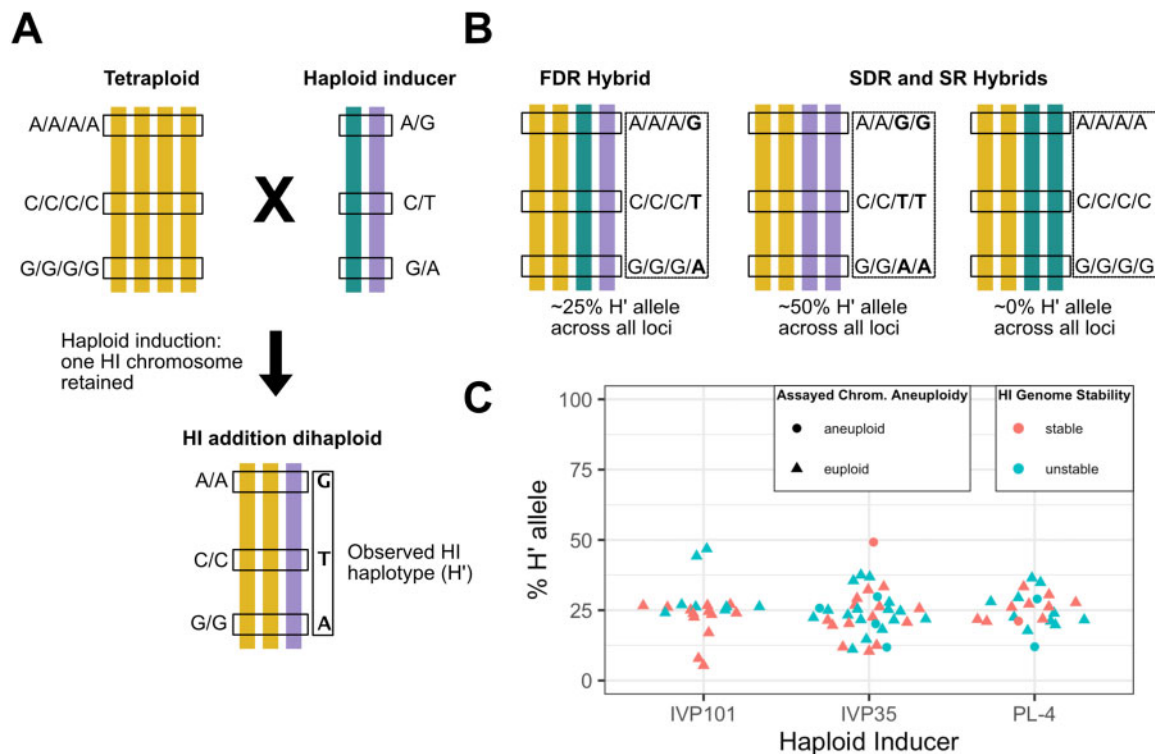 A
Tetraploid
Haploid inducer
A/A/A/A
A/G
X
C/C/C/C
C/T
G/G/G/G
G/A
Haploid induction:
one HI chromosome
retained
HI addition dihaploid
A/A
G
C/C
T
G/G
A
Observed HI
haplotype (H')
B
FDR Hybrid
SDR and SR Hybrids
A/A/A/G
A/A/G/G
A/A/A/A
C/C/C/T
C/C/T/T
C/C/C/C
G/G/G/A
G/G/A/A
G/G/G/G
~25% H' allele
across all loci
~50% H' allele
across all loci
~0% H' allele
across all loci
C
Assayed Chrom. Aneuploidy
aneuploid
euploid
HI Genome Stability
stable
unstable
% H' allele
100
75
50
25
0
IVP101
IVP35
PL-4
Haploid Inducer